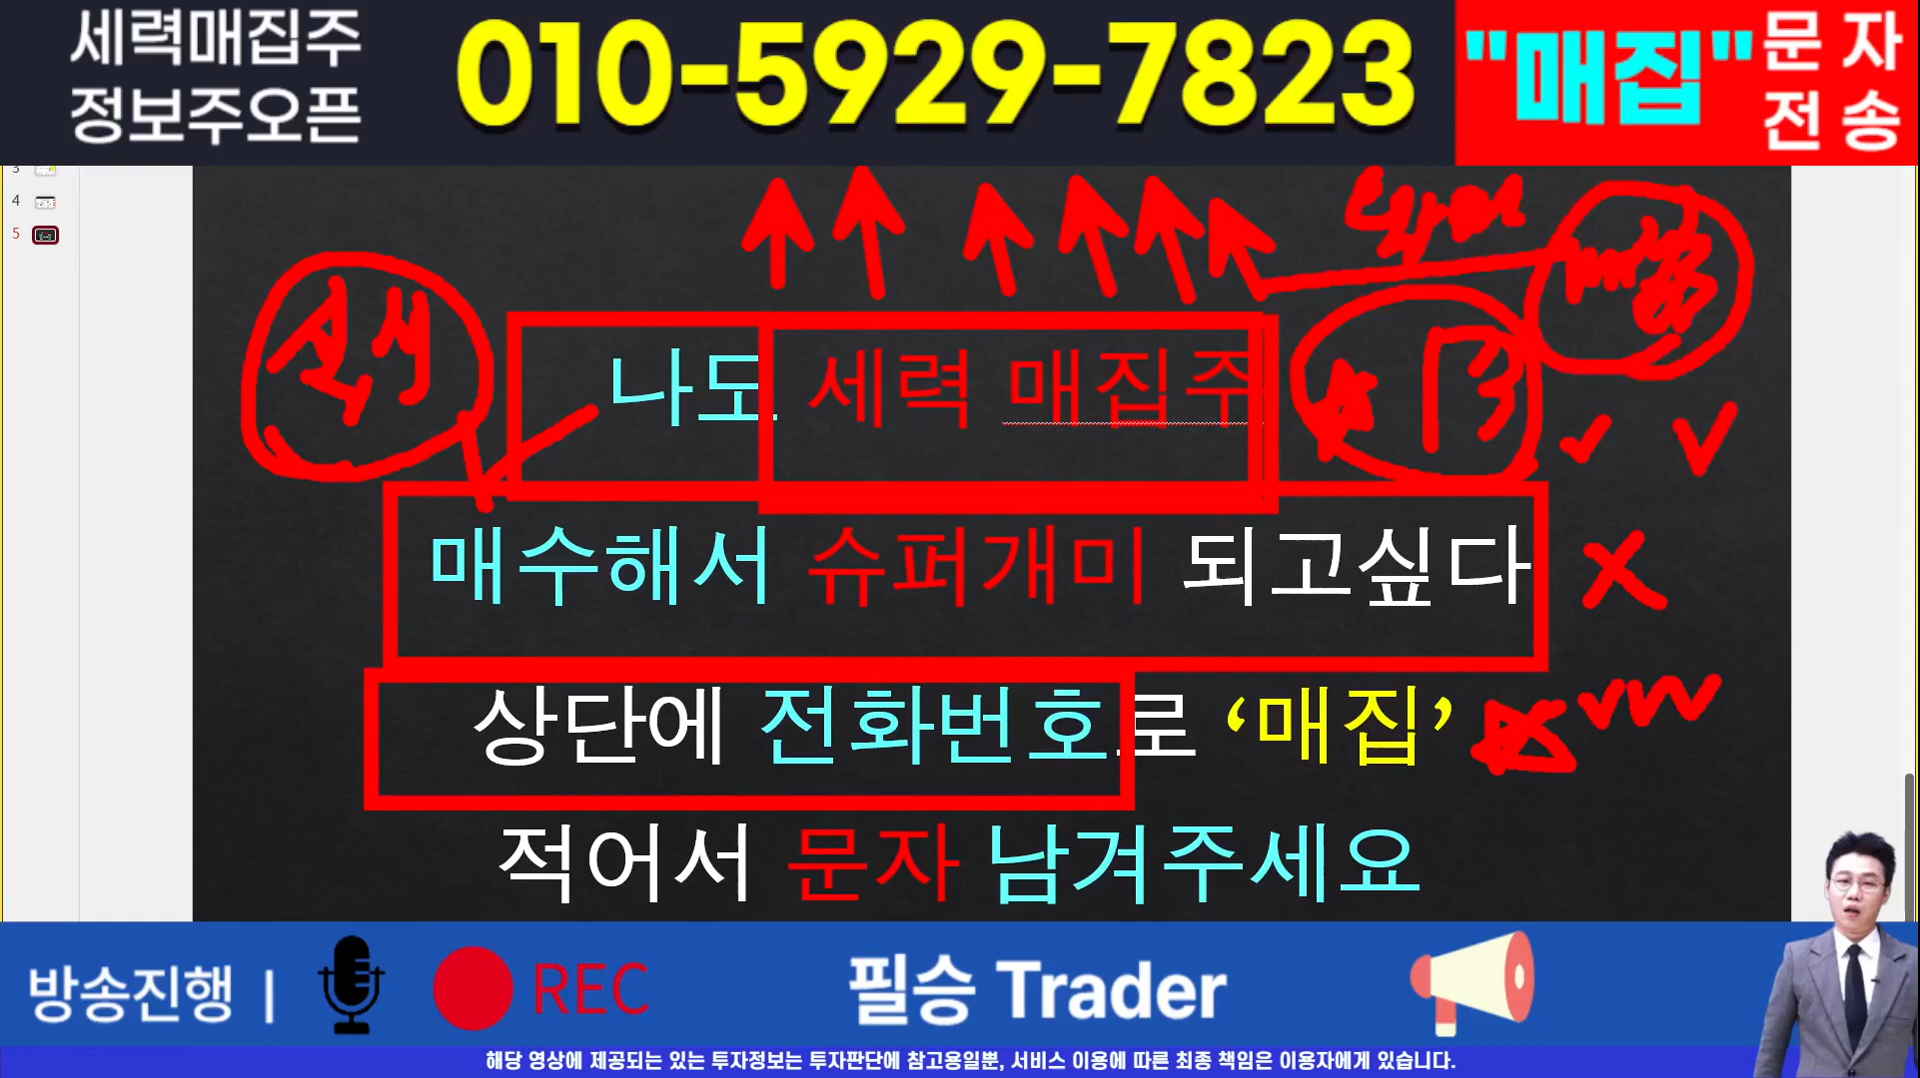 세력매집주
정보주오픈
010-5929-7823
"매집"
문자
전송
3
4
5
나도 세력 매집주
매수해서 슈퍼개미 되고싶다
상단에 전화번호로 ‘매집’
적어서 문자 남겨주세요
방송진행 |
REC
필승 Trader
해당 영상에 제공되는 있는 투자정보는 투자판단에 참고용일뿐, 서비스 이용에 따른 최종 책임은 이용자에게 있습니다.